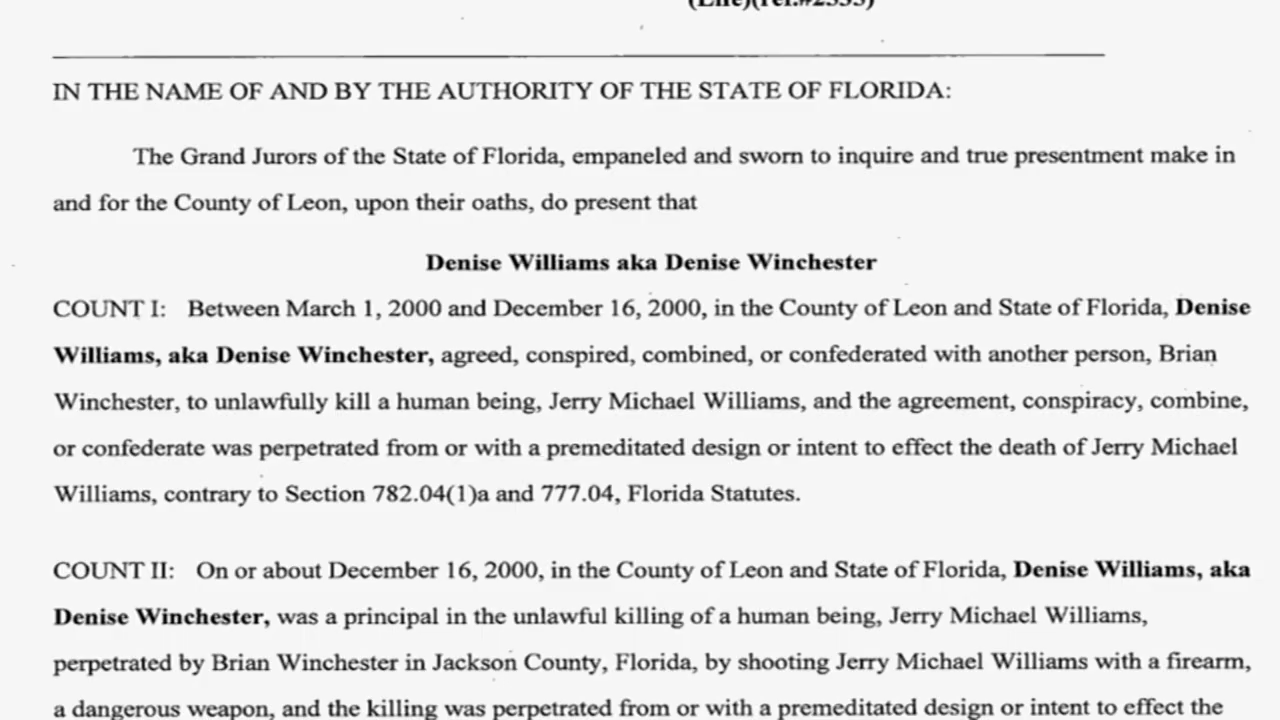 IN THE NAME OF AND BY THE AUTHORITY OF THE STATE OF FLORIDA:
The Grand Jurors of the State of Florida, empaneled and sworn to inquire and true presentment make in
and for the County of Leon, upon their oaths, do present that
Denise Williams aka Denise Winchester
COUNT I: Between March 1, 2000 and December 16, 2000, in the County of Leon and State of Florida, Denise
Williams, aka Denise Winchester, agreed, conspired, combined, or confederated with another person, Brian
Winchester, to unlawfully kill a human being, Jerry Michael Williams, and the agreement, conspiracy, combine,
or confederate was perpetrated from or with a premeditated design or intent to effect the death of Jerry Michael
Williams, contrary to Section 782.04(1)a and 777.04, Florida Statutes.
COUNT II: On or about December 16, 2000, in the County of Leon and State of Florida, Denise Williams, aka
Denise Winchester, was a principal in the unlawful killing of a human being, Jerry Michael Williams,
perpetrated by Brian Winchester in Jackson County, Florida, by shooting Jerry Michael Williams with a firearm,
a dangerous weapon, and the killing was perpetrated from or with a premeditated design or intent to effect the